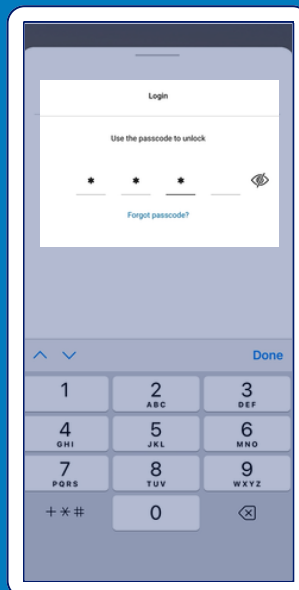 Login
Use the passcode to unlock
* * *
Forgot passcode?
Done
1 2 3
ABC DEF
4 5 6
GHI JKL MNO
7 8 9
PQRS TUV WXYZ
+*# 0